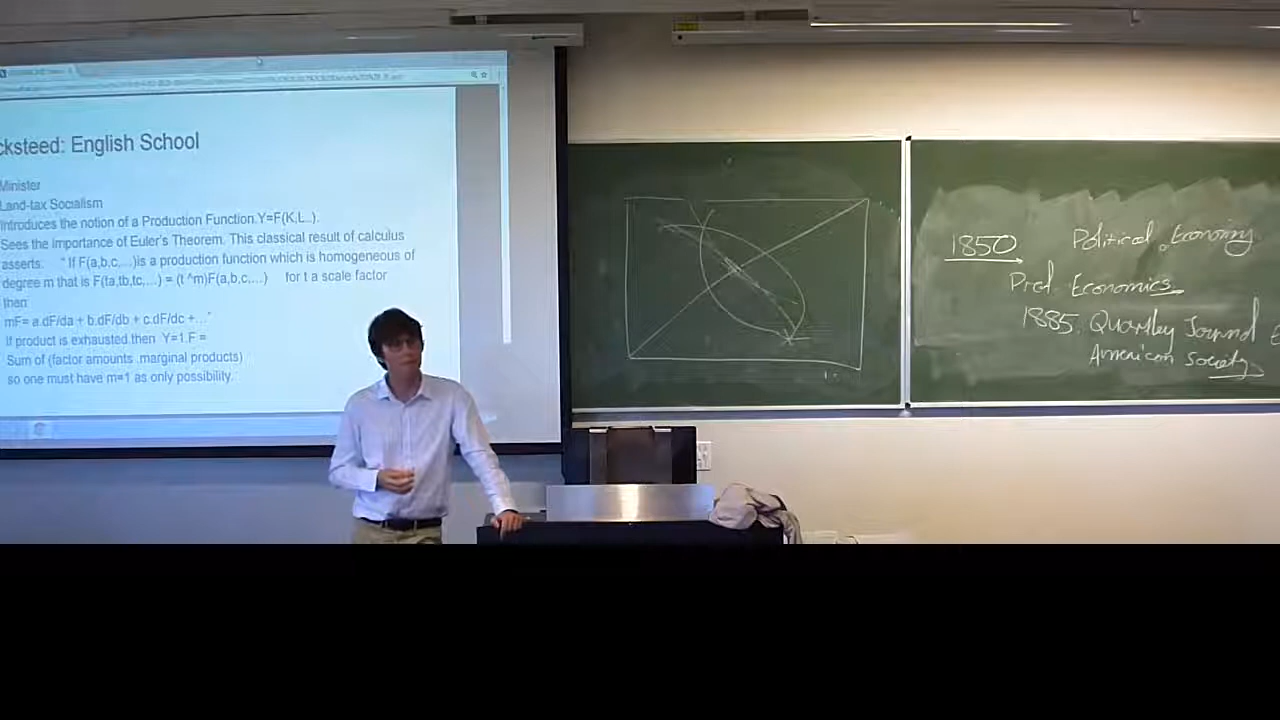 cksteed: English School
Minister
Land-tax Socialism
introduces the notion of a Production Function.Y=F(K,L..).
Sees the importance of Euler's Theorem. This classical result of calculus
asserts: " If F(a,b,c,...)is a production function which is homogeneous of
degree m that is F(ta,tb,tc,...) = (t ^m)F(a,b,c,...) for t a scale factor
then
mF= a.dF/da + b.dF/db + c.dF/dc +..."
If product is exhausted,then Y=1.F =
Sum of (factor amounts .marginal products)
so one must have m=1 as only possibility.
1850 Political Economy
Prof. Economics
1885. Quartley Journal E
American Society